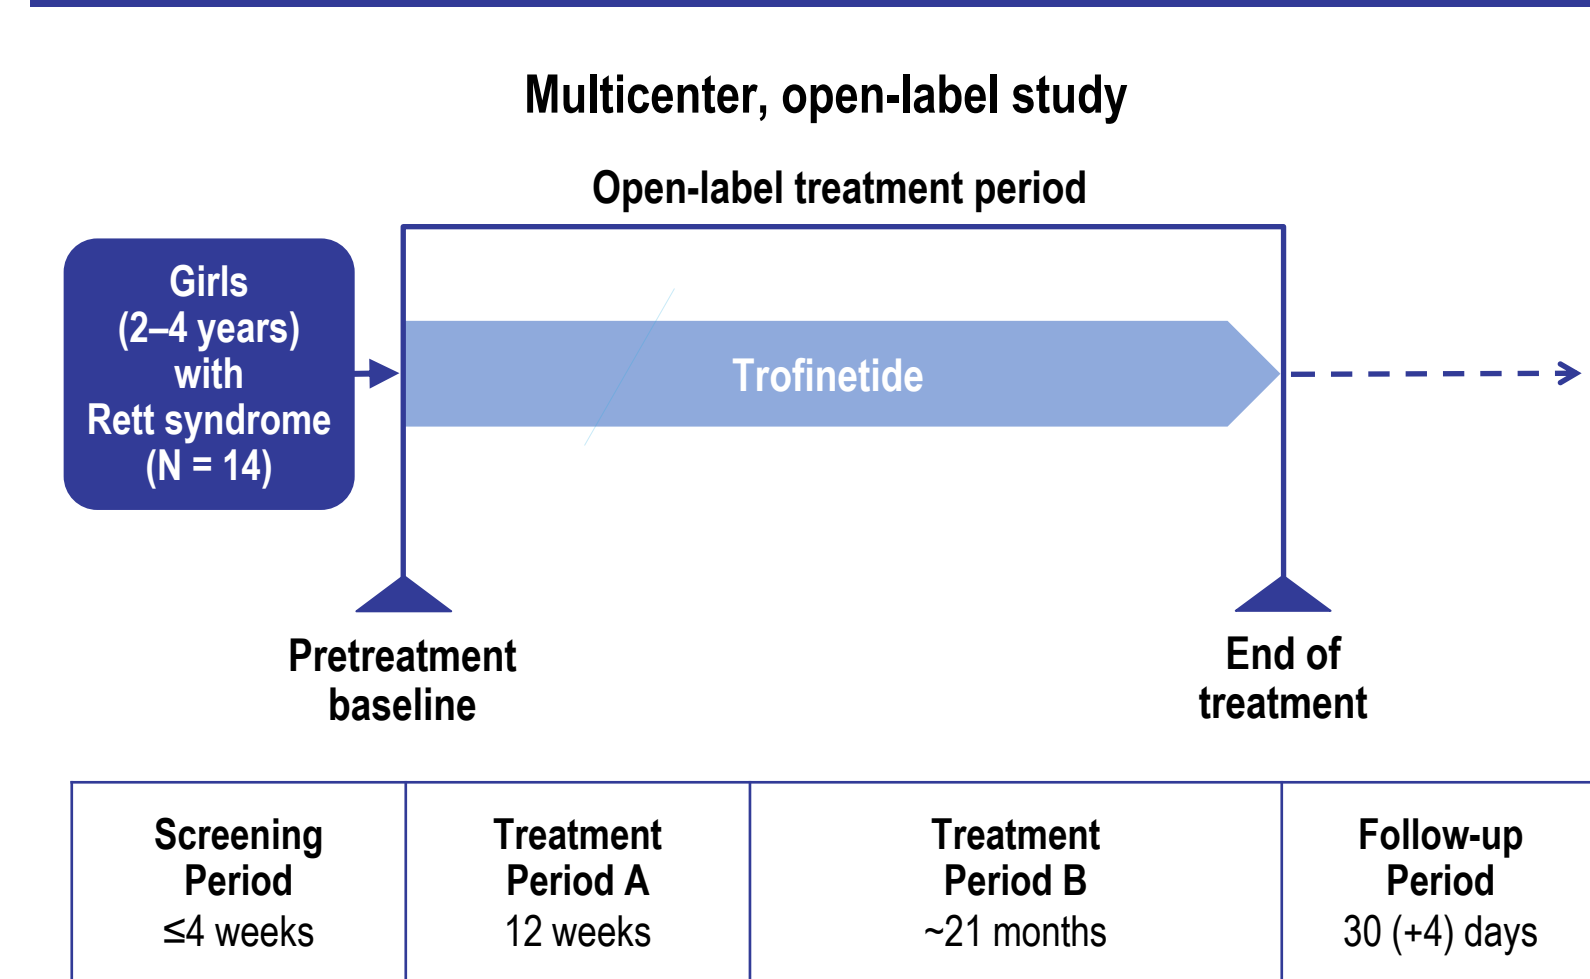 Multicenter, open-label study
Open-label treatment period
Girls
(2–4 years)
with
Rett syndrome
(N = 14)
Trofinetide
Pretreatment
baseline
End of
treatment
Screening
Period
≤4 weeks
Treatment
Period A
12 weeks
Treatment
Period B
~21 months
Follow-up
Period
30 (+4) days